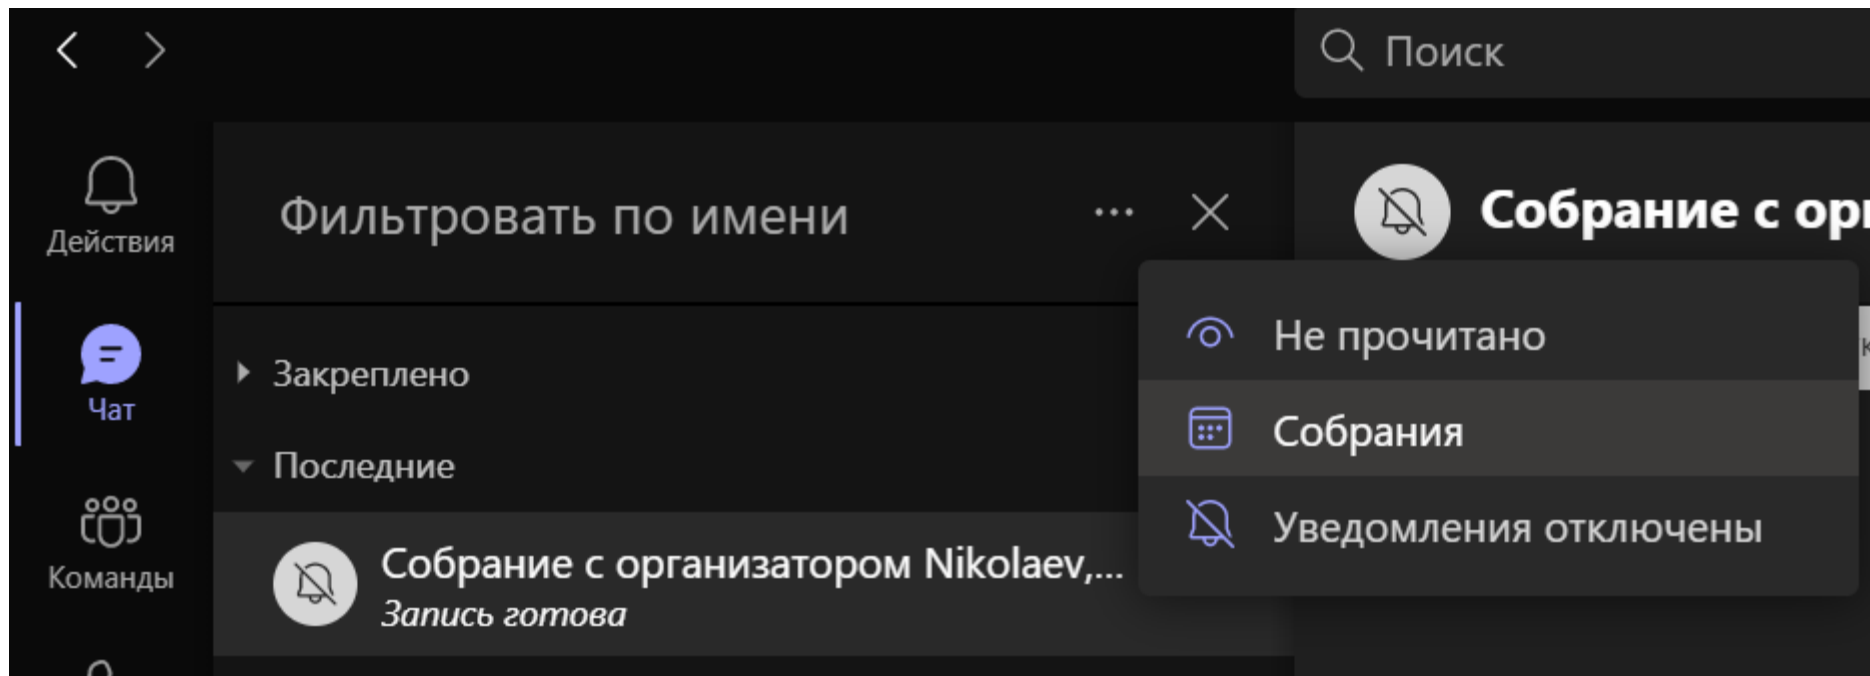 Поиск
Действия
Чат
Команды
Фильтровать по имени
Закреплено
Последние
Собрание с организатором Nikolaev,...
Запись готова
Собрание с
Не прочитано
Собрания
Уведомления отключены